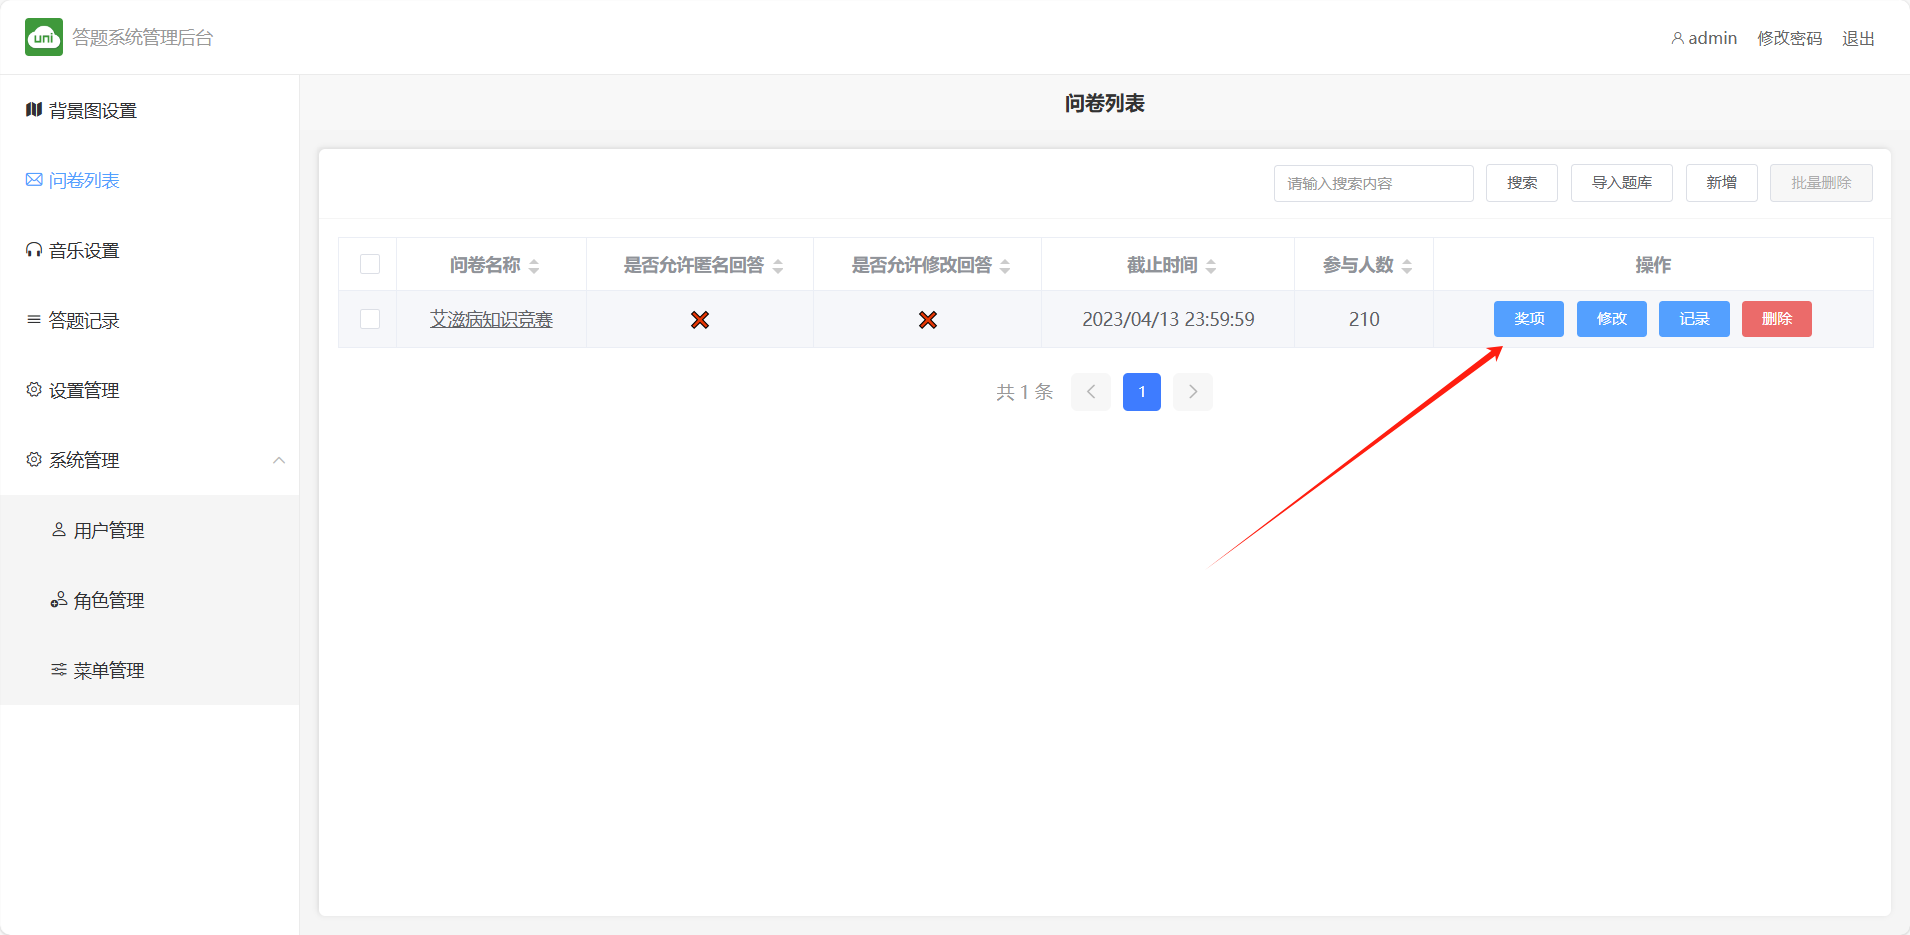 uni 答题系统管理后台
admin 修改密码 退出
背景图设置
问卷列表
音乐设置
答题记录
设置管理
系统管理
用户管理
角色管理
菜单管理
问卷列表
请输入搜索内容 搜索 导入题库 新增 批量删除
问卷名称 是否允许匿名回答 是否允许修改回答 截止时间 参与人数 操作
艾滋病知识竞赛 2023/04/13 23:59:59 210 奖项 修改 记录 删除
共 1 条 1